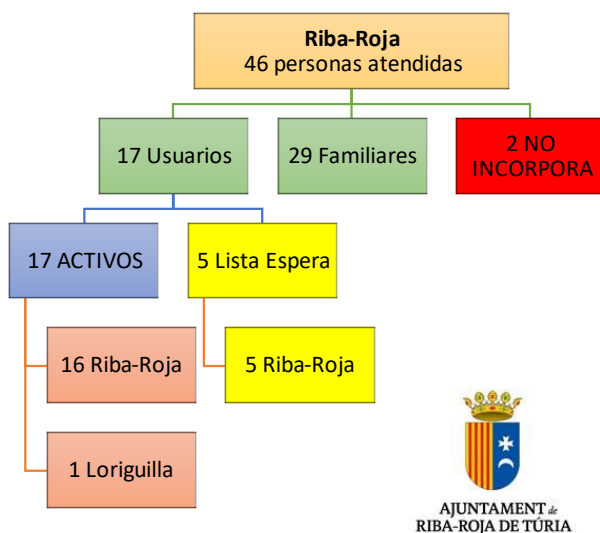 Riba-Roja
46 personas atendidas
17 Usuarios
29 Familiares
2 NO
INCORPORA
17 ACTIVOS
5 Lista Espera
16 Riba-Roja
5 Riba-Roja
1 Loriguilla
AJUNTAMENT de
RIBA-ROJA DE TÚRIA